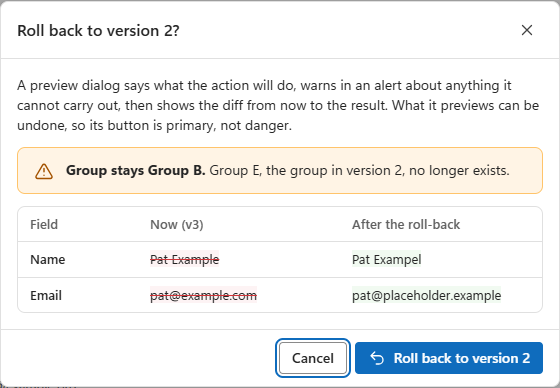 Roll back to version 2?
A preview dialog says what the action will do, warns in an alert about anything it
cannot carry out, then shows the diff from now to the result. What it previews can be
undone, so its button is primary, not danger.
Group stays Group B. Group E, the group in version 2, no longer exists.
Field Now (v3) After the roll-back
Name Pat Example Pat Exampel
Email pat@example.com pat@placeholder.example
Cancel Roll back to version 2